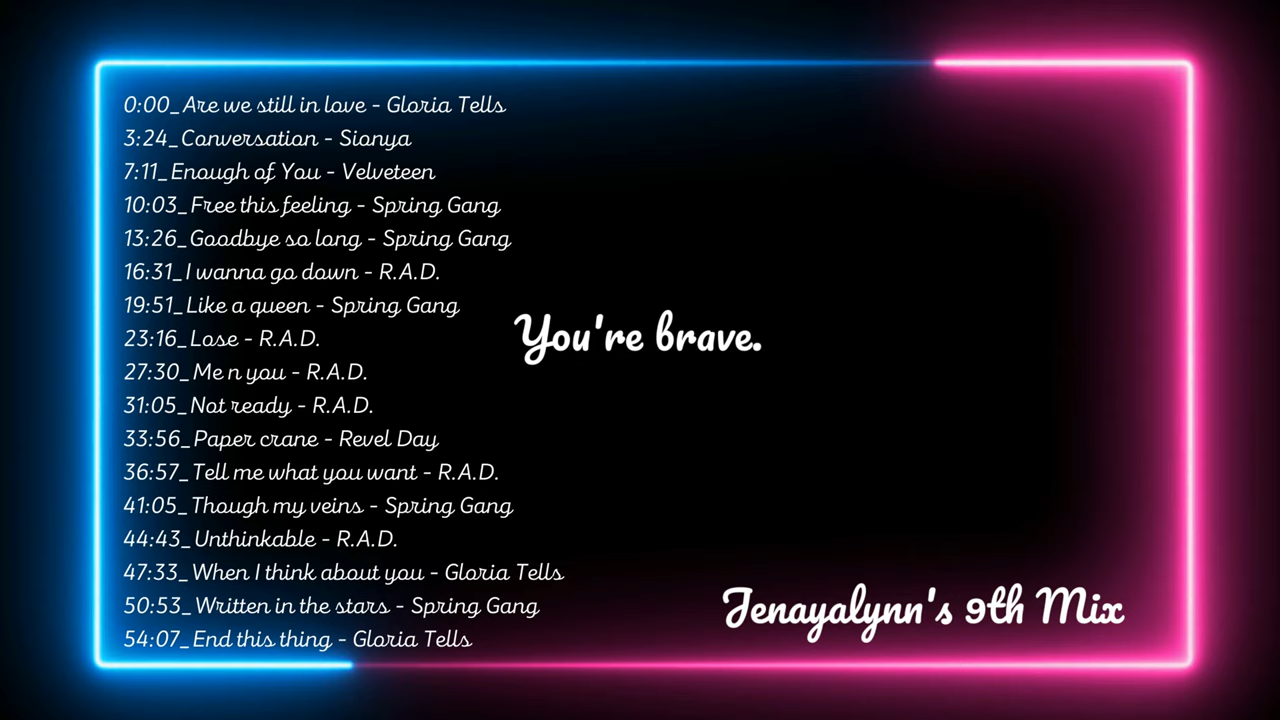 0:00_Are we still in love - Gloria Tells
3:24_Conversation - Sionya
7:11_Enough of You - Velveteen
10:03_Free this feeling - Spring Gang
13:26_Goodbye so long - Spring Gang
16:31_I wanna go down - R.A.D.
19:51_Like a queen - Spring Gang
23:16_Lose - R.A.D.
27:30_Me n you - R.A.D.
31:05_Not ready - R.A.D.
33:56_Paper crane - Revel Day
36:57_Tell me what you want - R.A.D.
41:05_Though my veins - Spring Gang
44:43_Unthinkable - R.A.D.
47:33_When I think about you - Gloria Tells
50:53_Written in the stars - Spring Gang
54:07_End this thing - Gloria Tells
You're brave.
Jenayalynn's 9th Mix